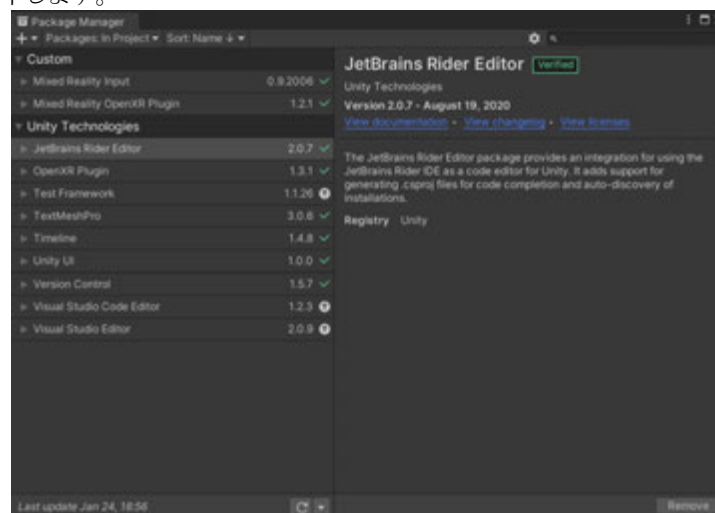 します。
Package Manager
Packages: In Project Sort: Name ↓
Custom
Mixed Reality Input 0.9.2006
Mixed Reality OpenXR Plugin 1.2.1
Unity Technologies
JetBrains Rider Editor 2.0.7
OpenXR Plugin 1.3.1
Test Framework 1.1.26
TextMeshPro 3.0.6
Timeline 1.4.8
Unity UI 1.0.0
Version Control 1.5.7
Visual Studio Code Editor 1.2.3
Visual Studio Editor 2.0.9
Last update Jan 24, 18:56
JetBrains Rider Editor Verified
Unity Technologies
Version 2.0.7 - August 19, 2020
View documentation • View changelog • View licenses
The JetBrains Rider Editor package provides an integration for using the
JetBrains Rider IDE as a code editor for Unity. It adds support for
generating .csproj files for code completion and auto-discovery of
installations.
Registry Unity
Remove